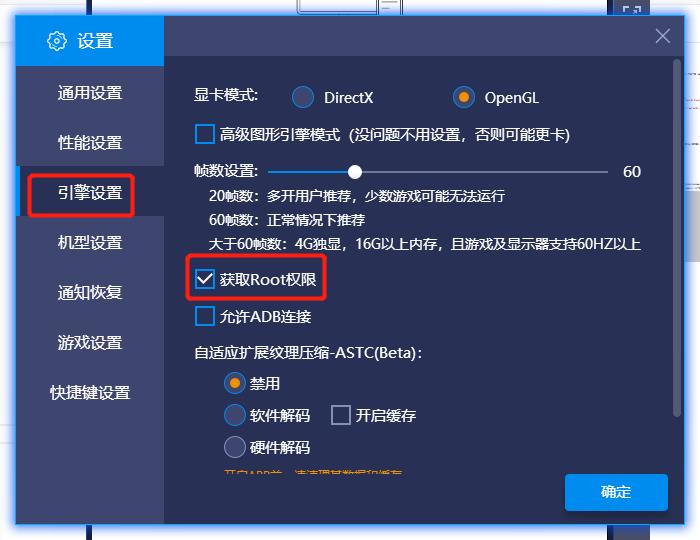 设置
通用设置
性能设置
引擎设置
机型设置
通知恢复
游戏设置
快捷键设置
显卡模式: DirectX OpenGL
高级图形引擎模式（没问题不用设置，否则可能更卡)
帧数设置: 60
20帧数：多开用户推荐，少数游戏可能无法运行
60帧数：正常情况下推荐
大于60帧数：4G独显，16G以上内存，且游戏及显示器支持60HZ以上
获取Root权限
允许ADB连接
自适应扩展纹理压缩-ASTC(Beta)：
禁用
软件解码 开启缓存
硬件解码
确定